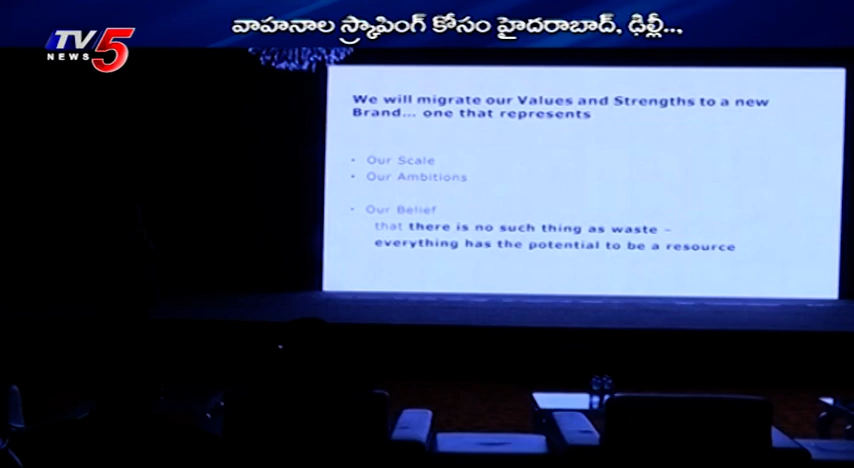 వాహనాల స్క్రాపింగ్ కోసం హైదరాబాద్, ఢిల్లీ...
TV5
NEWS
We will migrate our Values and Strengths to a new
Brand... one that represents
• Our Scale
• Our Ambitions
• Our Belief
that there is no such thing as waste –
everything has the potential to be a resource